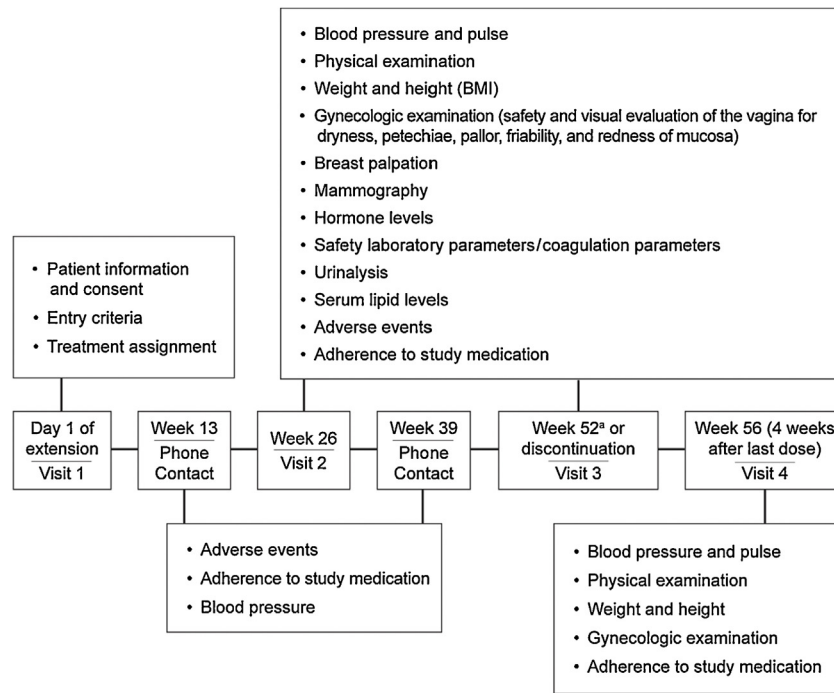 • Blood pressure and pulse
• Physical examination
• Weight and height (BMI)
• Gynecologic examination (safety and visual evaluation of the vagina for
dryness, petechiae, pallor, friability, and redness of mucosa)
• Breast palpation
• Mammography
• Hormone levels
• Safety laboratory parameters/coagulation parameters
• Urinalysis
• Serum lipid levels
• Adverse events
• Adherence to study medication
• Patient information
and consent
• Entry criteria
• Treatment assignment
Day 1 of
extension
Visit 1
Week 13
Phone
Contact
Week 26
Visit 2
Week 39
Phone
Contact
Week 52ª or
discontinuation
Visit 3
Week 56 (4 weeks
after last dose)
Visit 4
• Adverse events
• Adherence to study medication
• Blood pressure
• Blood pressure and pulse
• Physical examination
• Weight and height
• Gynecologic examination
• Adherence to study medication